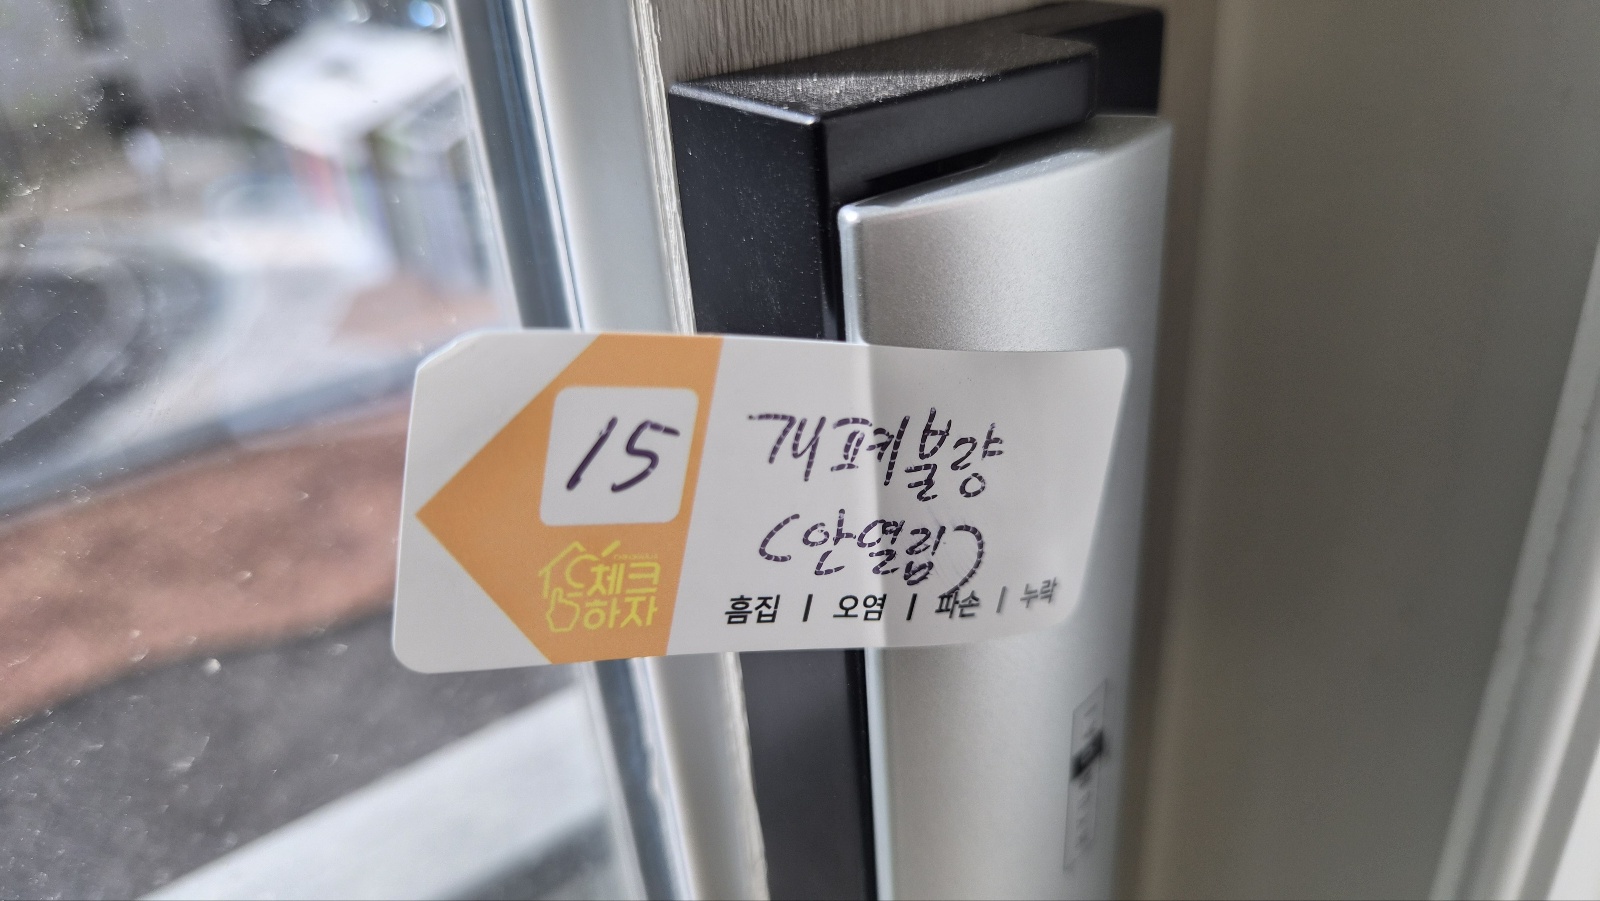 15
개폐불량
(안열림)
체크
하자
흠집 | 오염 | 파손 | 누락